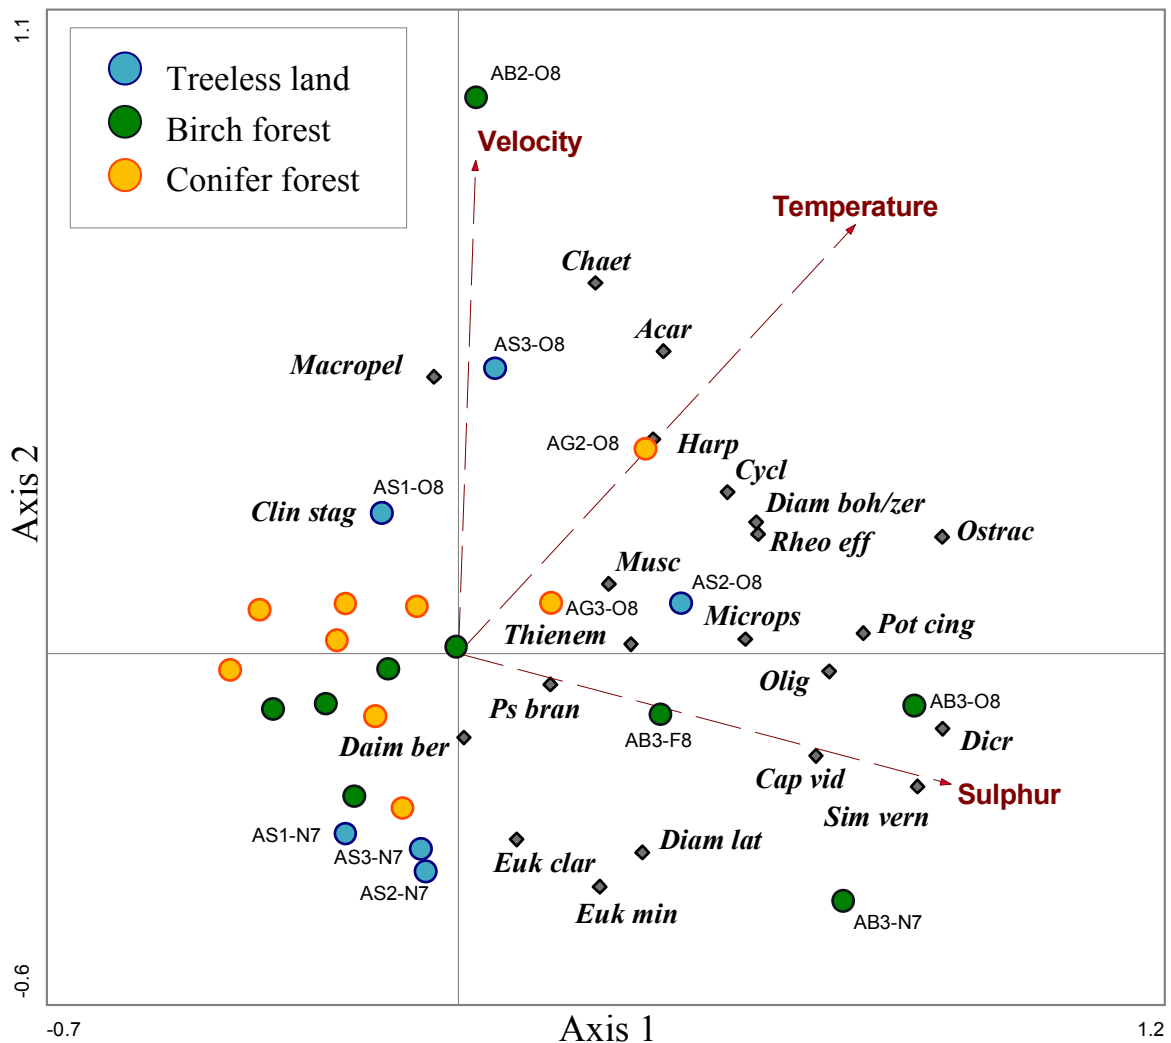 1.1
Treeless land
Birch forest
Conifer forest
AB2-O8
Velocity
Temperature
Chaet
Acar
AS3-O8
Macropel
AG2-O8
Harp
Cycl
AS1-O8
Clin stag
Diam boh/zer
Rheo eff
Ostrac
Musc
AS2-O8
AG3-O8
Microps
Pot cing
Thienem
Olig
Ps bran
AB3-O8
Daim ber
AB3-F8
Dicr
Cap vid
Sulphur
Sim vern
AS1-N7
AS3-N7
AS2-N7
Euk clar
Diam lat
Euk min
AB3-N7
Axis 2
-0.6
-0.7
Axis 1
1.2